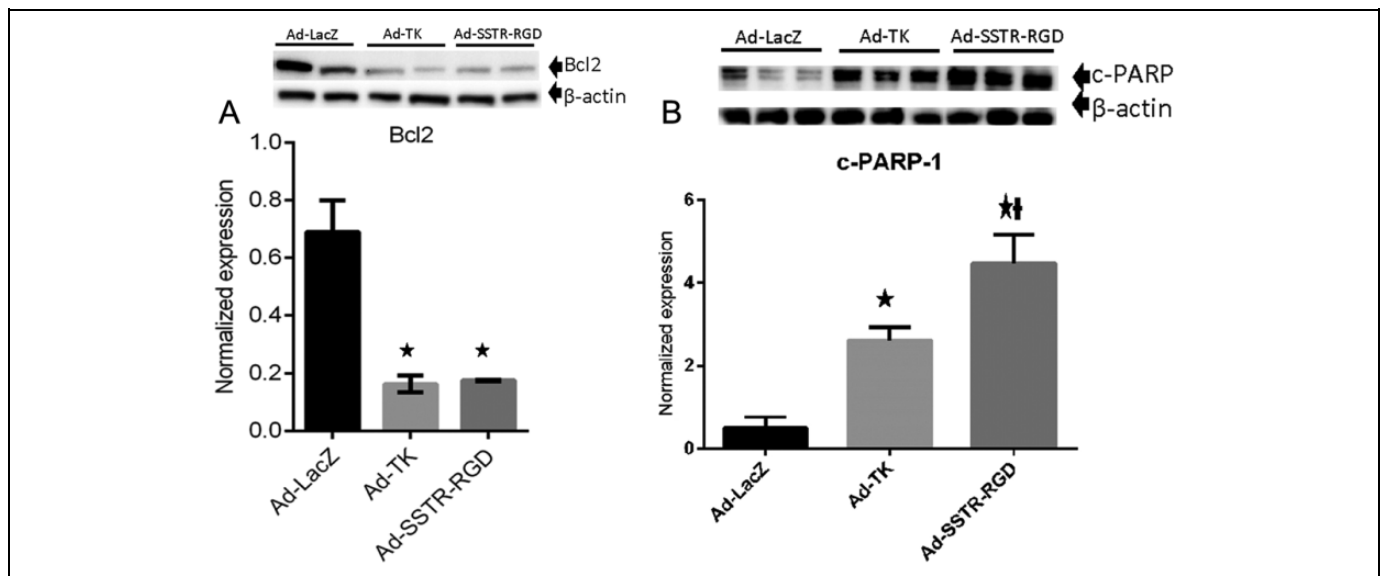 Ad-LacZ Ad-TK Ad-SSTR-RGD
Bcl2
β-actin
A
Bcl2
Normalized expression
1.0
0.8
0.6
0.4
0.2
0.0
★ ★
Ad-LacZ
Ad-TK
Ad-SSTR-RGD
Ad-LacZ Ad-TK Ad-SSTR-RGD
c-PARP
β-actin
B
c-PARP-1
Normalized expression
6
4
2
0
★
★ǂ
Ad-LacZ
Ad-TK
Ad-SSTR-RGD